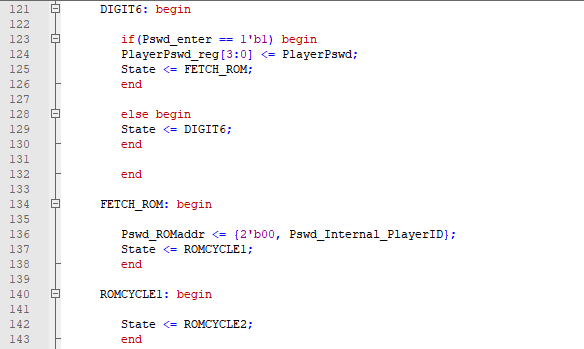 121 DIGIT6: begin
122
123 if(Pswd_enter == 1'b1) begin
124 PlayerPswd_reg[3:0] <= PlayerPswd;
125 State <= FETCH_ROM;
126 end
127
128 else begin
129 State <= DIGIT6;
130 end
131
132 end
133
134 FETCH_ROM: begin
135
136 Pswd_ROMaddr <= {2'b00, Pswd_Internal_PlayerID};
137 State <= ROMCYCLE1;
138 end
139
140 ROMCYCLE1: begin
141
142 State <= ROMCYCLE2;
143 end